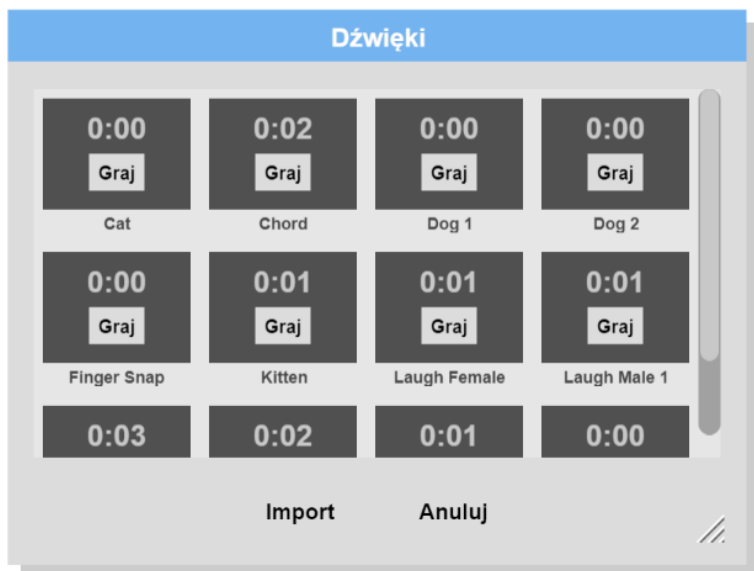 Dźwięki
0:00 0:02 0:00 0:00
Graj Graj Graj Graj
Cat Chord Dog 1 Dog 2
0:00 0:01 0:01 0:01
Graj Graj Graj Graj
Finger Snap Kitten Laugh Female Laugh Male 1
0:03 0:02 0:01 0:00
Import Anuluj